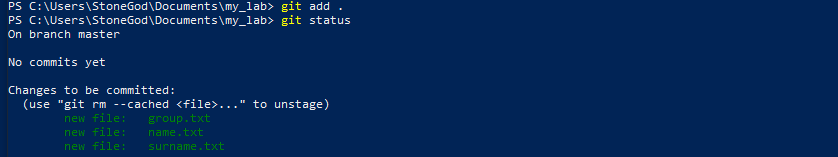 PS C:\Users\StoneGod\Documents\my_lab> git add .
PS C:\Users\StoneGod\Documents\my_lab> git status
On branch master

No commits yet

Changes to be committed:
  (use "git rm --cached <file>..." to unstage)
        new file:   group.txt
        new file:   name.txt
        new file:   surname.txt